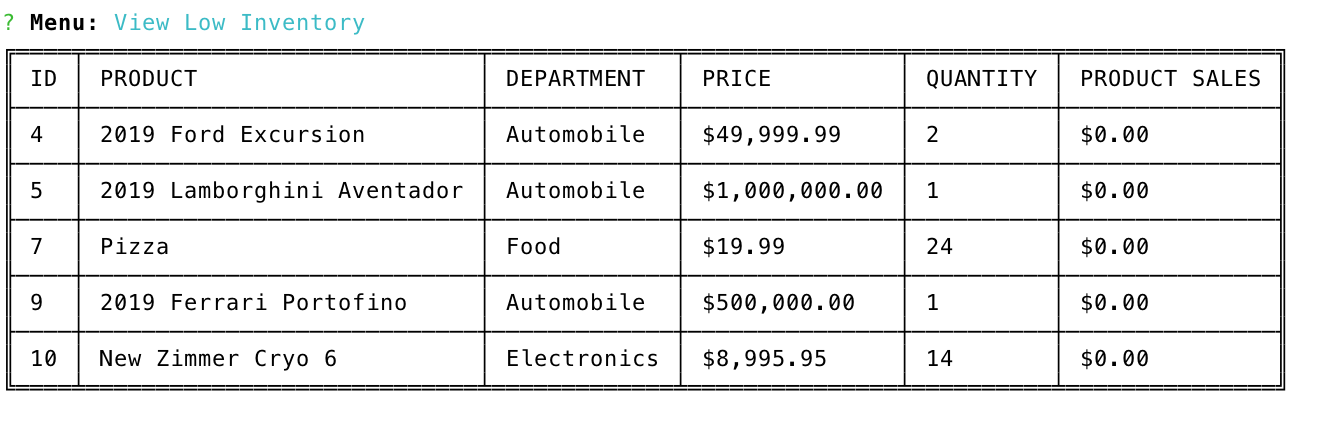 ? Menu: View Low Inventory
ID PRODUCT DEPARTMENT PRICE QUANTITY PRODUCT SALES
4 2019 Ford Excursion Automobile $49,999.99 2 $0.00
5 2019 Lamborghini Aventador Automobile $1,000,000.00 1 $0.00
7 Pizza Food $19.99 24 $0.00
9 2019 Ferrari Portofino Automobile $500,000.00 1 $0.00
10 New Zimmer Cryo 6 Electronics $8,995.95 14 $0.00